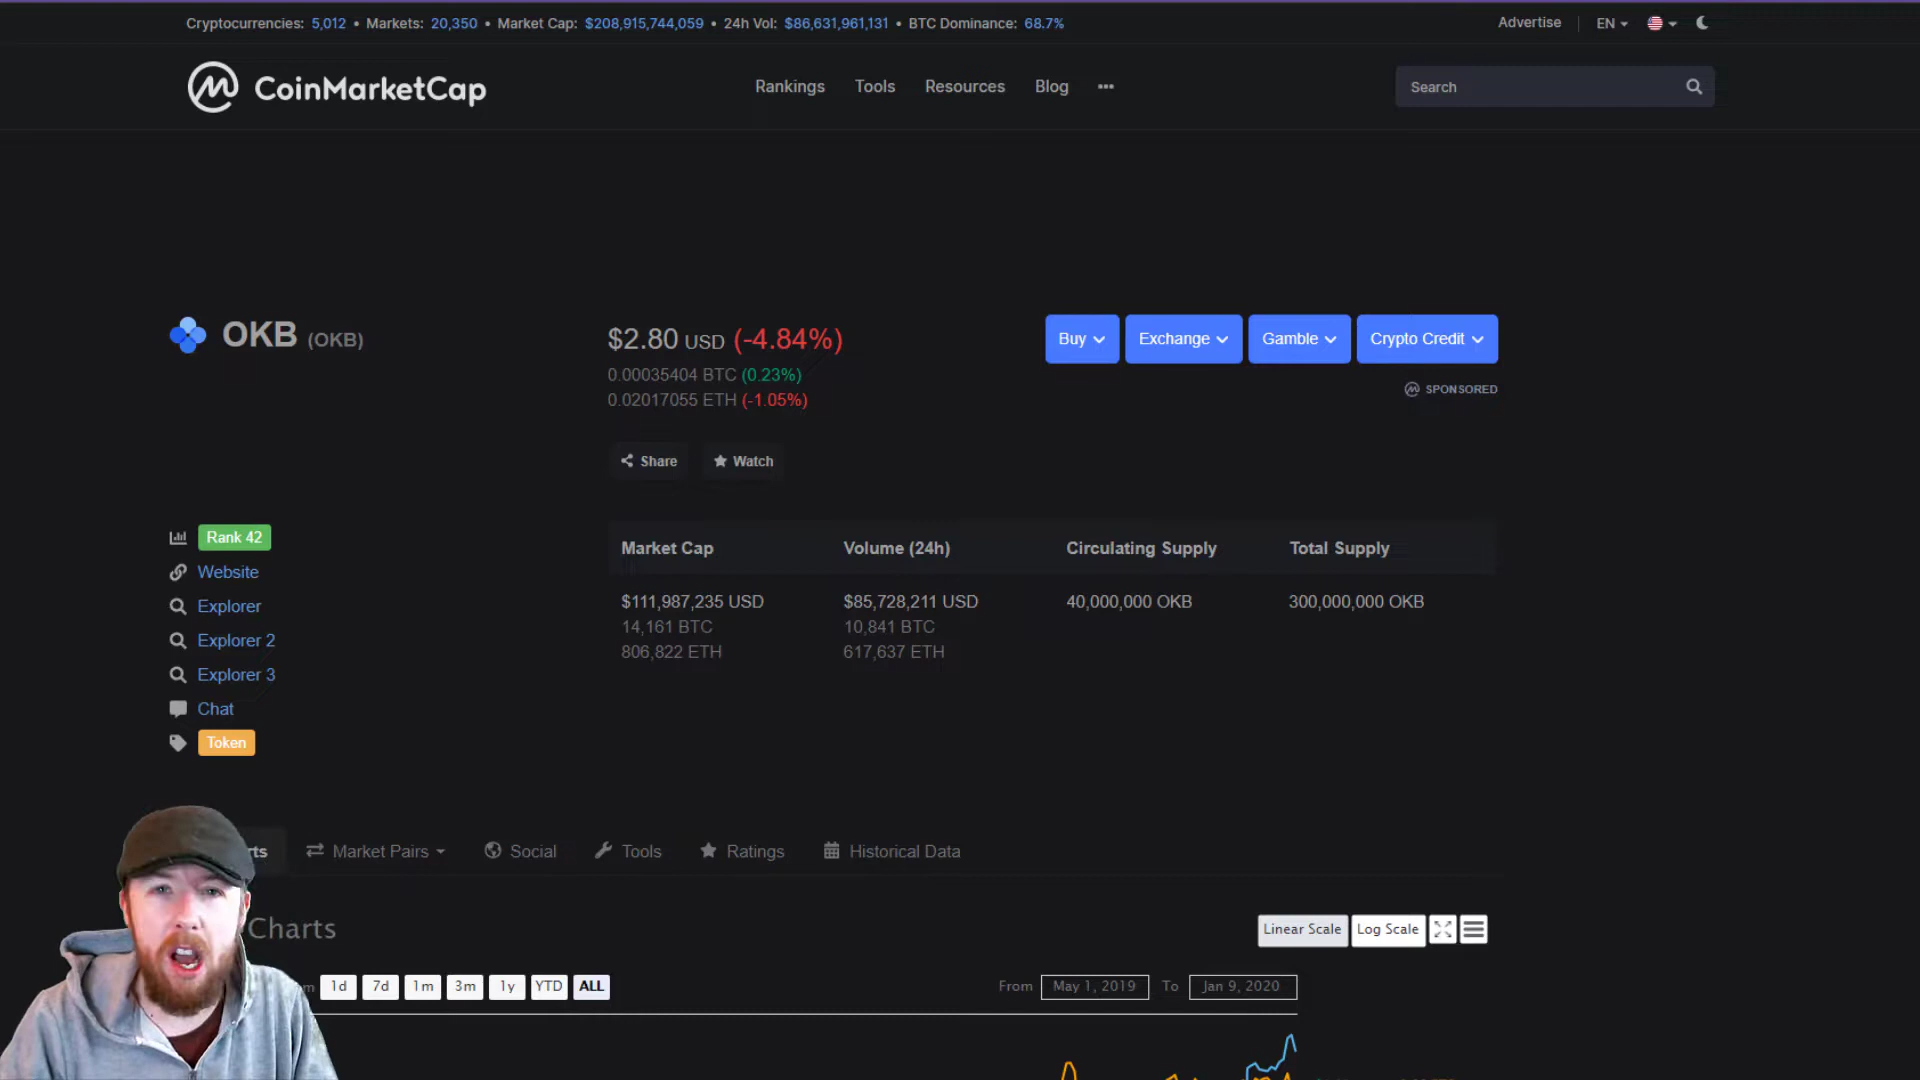 Cryptocurrencies: 5,012 • Markets: 20,350 • Market Cap: $208,915,744,059 • 24h Vol: $86,631,961,131 • BTC Dominance: 68.7%
Advertise EN
CoinMarketCap
Rankings Tools Resources Blog •••
Search
OKB (OKB)
$2.80 USD (-4.84%)
0.00035404 BTC (0.23%)
0.02017055 ETH (-1.05%)
Buy Exchange Gamble Crypto Credit
SPONSORED
Share Watch
Rank 42
Website
Explorer
Explorer 2
Explorer 3
Chat
Token
Market Cap Volume (24h) Circulating Supply Total Supply
$111,987,235 USD $85,728,211 USD 40,000,000 OKB 300,000,000 OKB
14,161 BTC 10,841 BTC
806,822 ETH 617,637 ETH
rts Market Pairs Social Tools Ratings Historical Data
Charts
Linear Scale Log Scale
m 1d 7d 1m 3m 1y YTD ALL
From May 1, 2019 To Jan 9, 2020